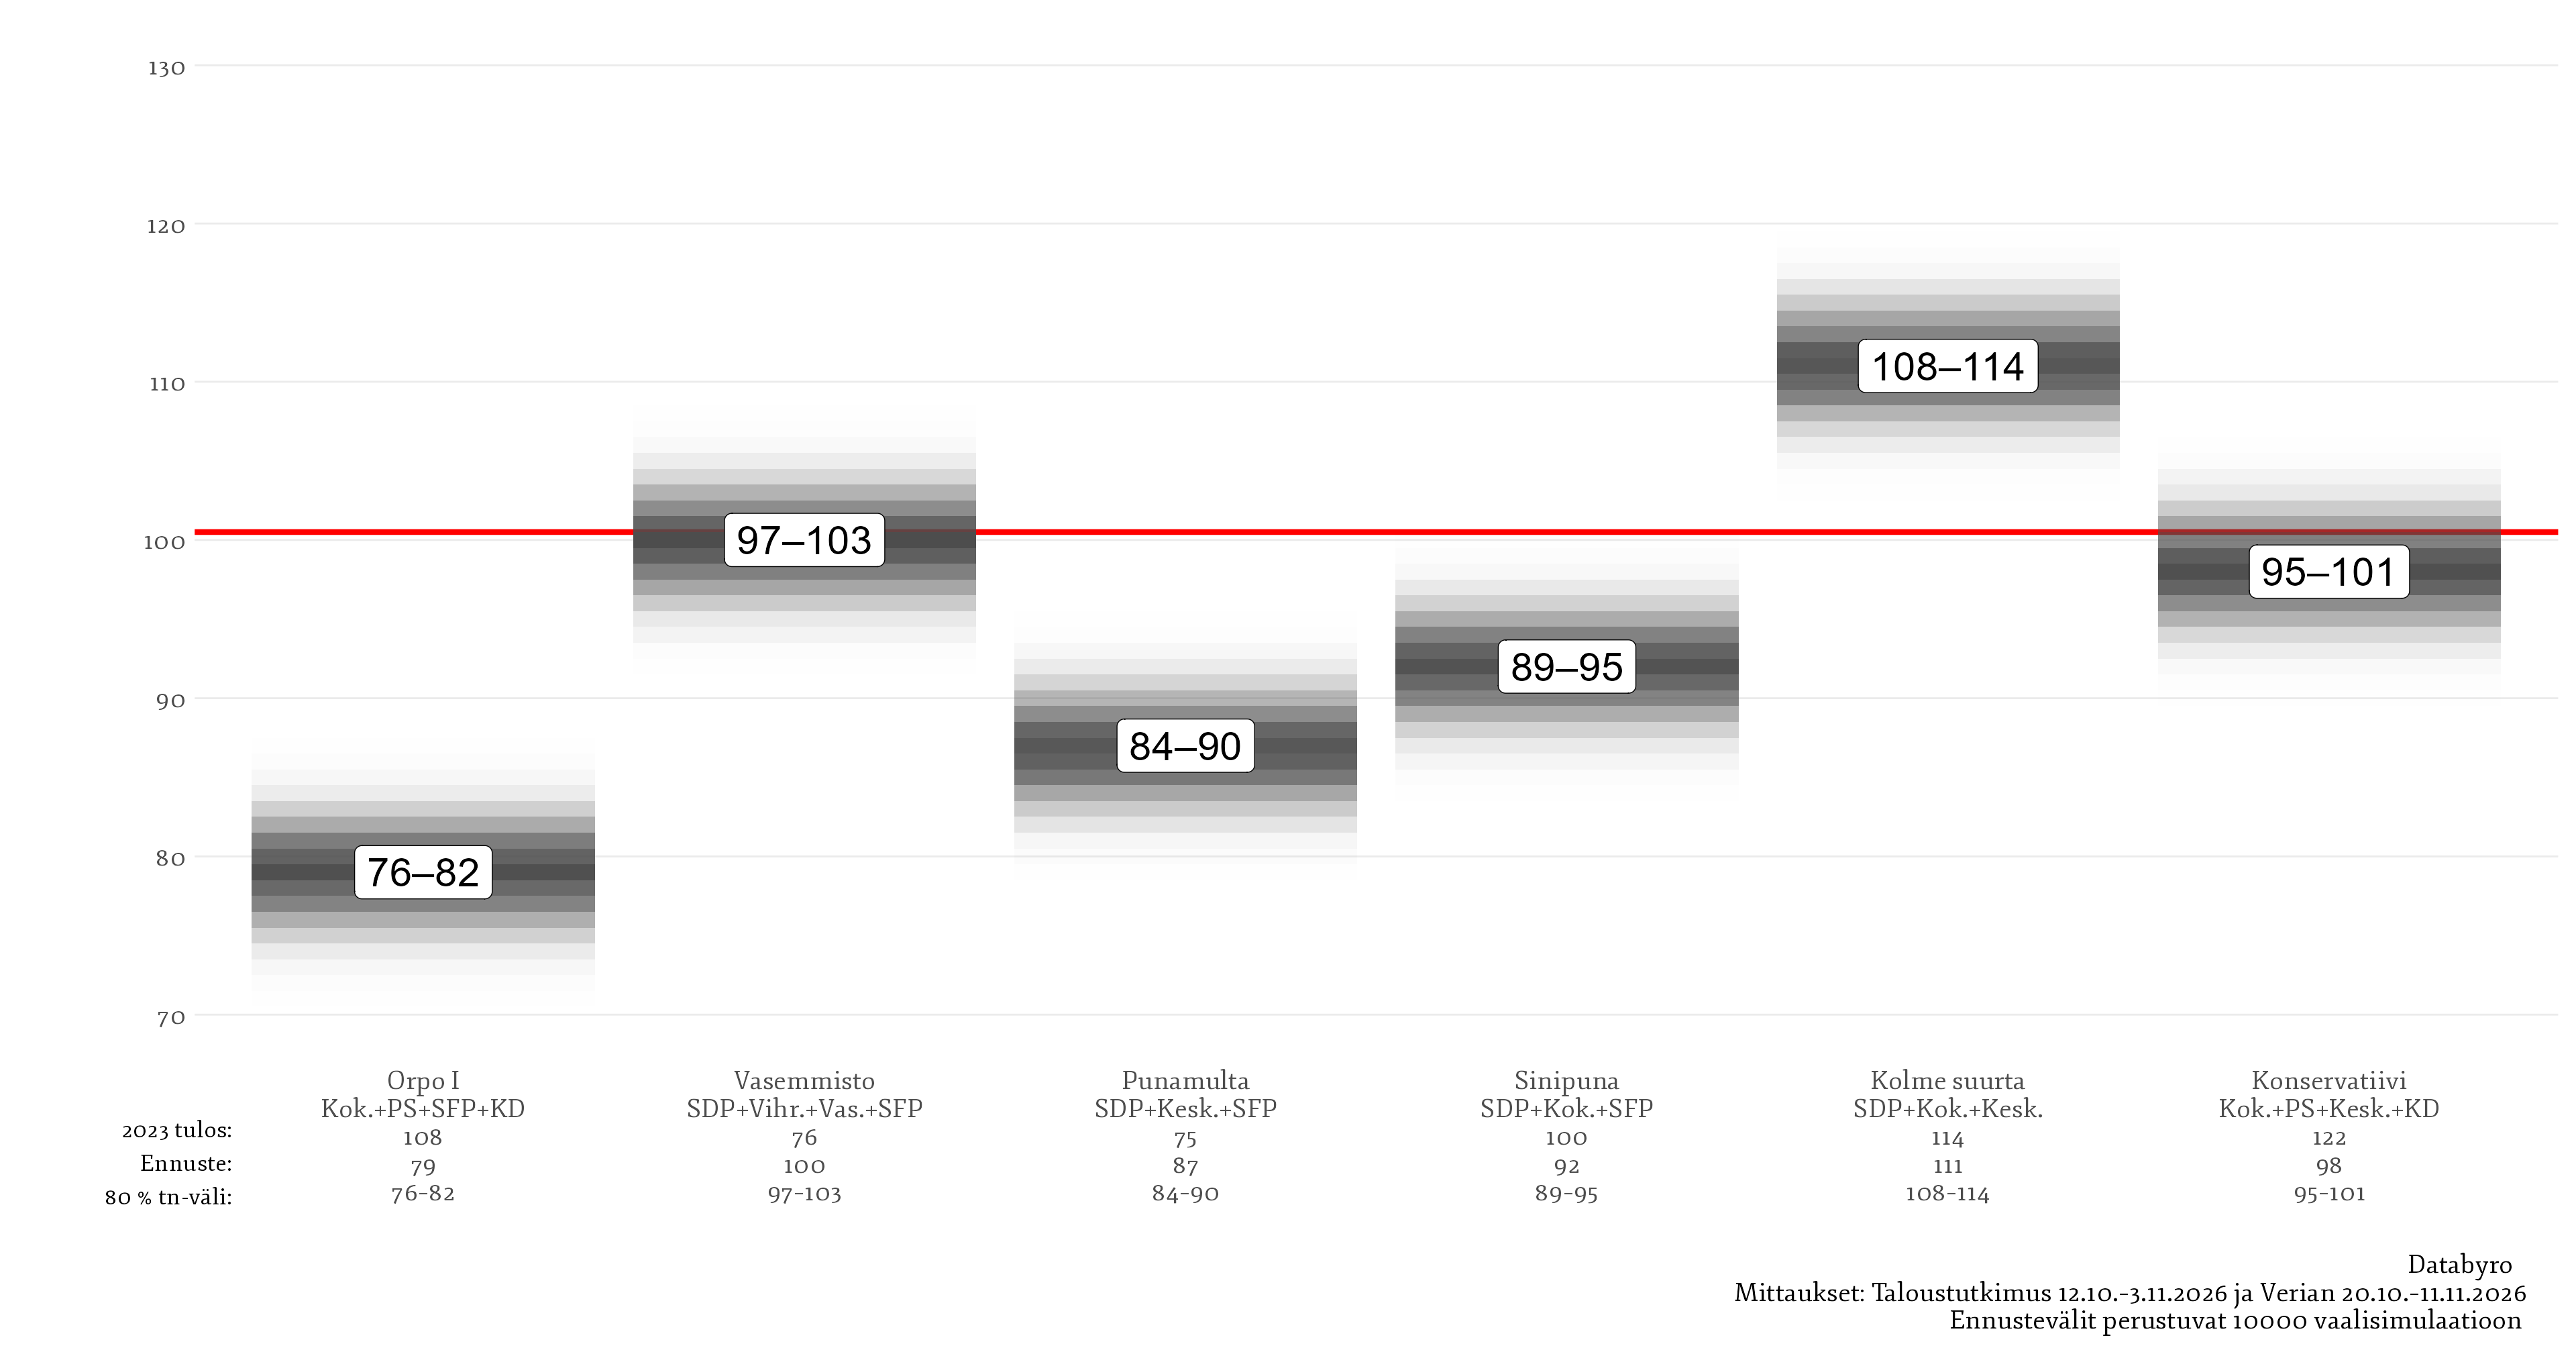 130
120
110
100
90
80
70
108–114
97–103
95–101
89–95
84–90
76–82
Orpo I Vasemmisto Punamulta Sinipuna Kolme suurta Konservatiivi
Kok.+PS+SFP+KD SDP+Vihr.+Vas.+SFP SDP+Kesk.+SFP SDP+Kok.+SFP SDP+Kok.+Kesk. Kok.+PS+Kesk.+KD
2023 tulos: 108 76 75 100 114 122
Ennuste: 79 100 87 92 111 98
80 % tn-väli: 76-82 97-103 84-90 89-95 108-114 95-101
Databyro
Mittaukset: Taloustutkimus 12.10.-3.11.2026 ja Verian 20.10.-11.11.2026
Ennustevälit perustuvat 10000 vaalisimulaatioon